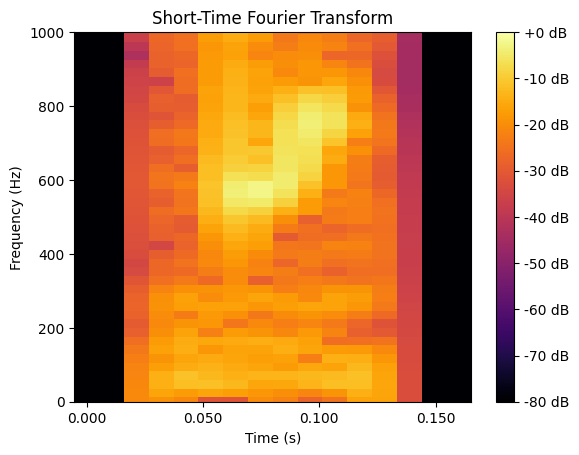 Short-Time Fourier Transform
1000
800
600
400
200
0
Frequency (Hz)
0.000
0.050
0.100
0.150
Time (s)
+0 dB
-10 dB
-20 dB
-30 dB
-40 dB
-50 dB
-60 dB
-70 dB
-80 dB